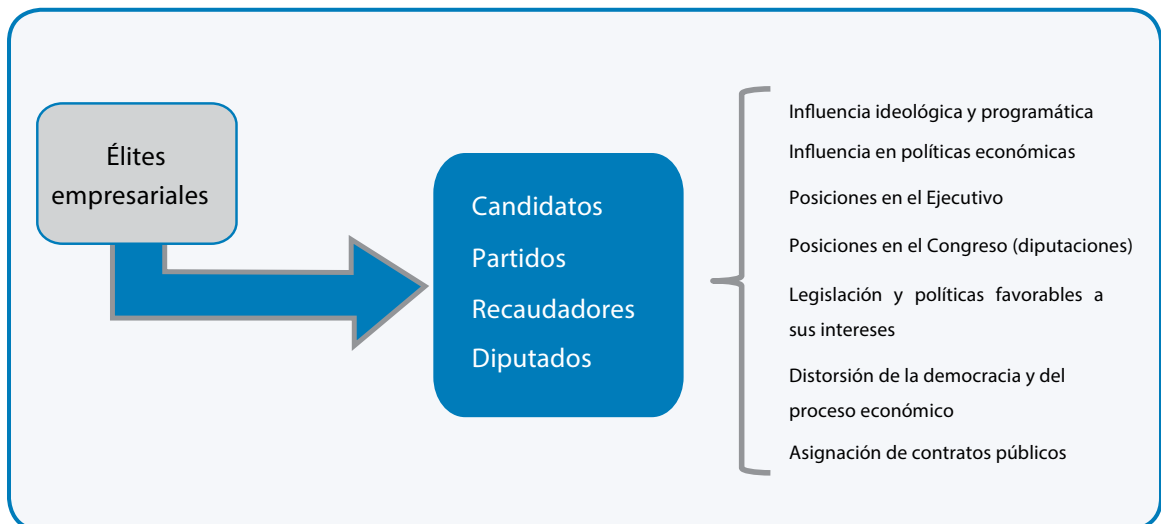 Élites
empresariales
Candidatos
Partidos
Recaudadores
Diputados
Influencia ideológica y programática
Influencia en políticas económicas
Posiciones en el Ejecutivo
Posiciones en el Congreso (diputaciones)
Legislación y políticas favorables a
sus intereses
Distorsión de la democracia y del
proceso económico
Asignación de contratos públicos